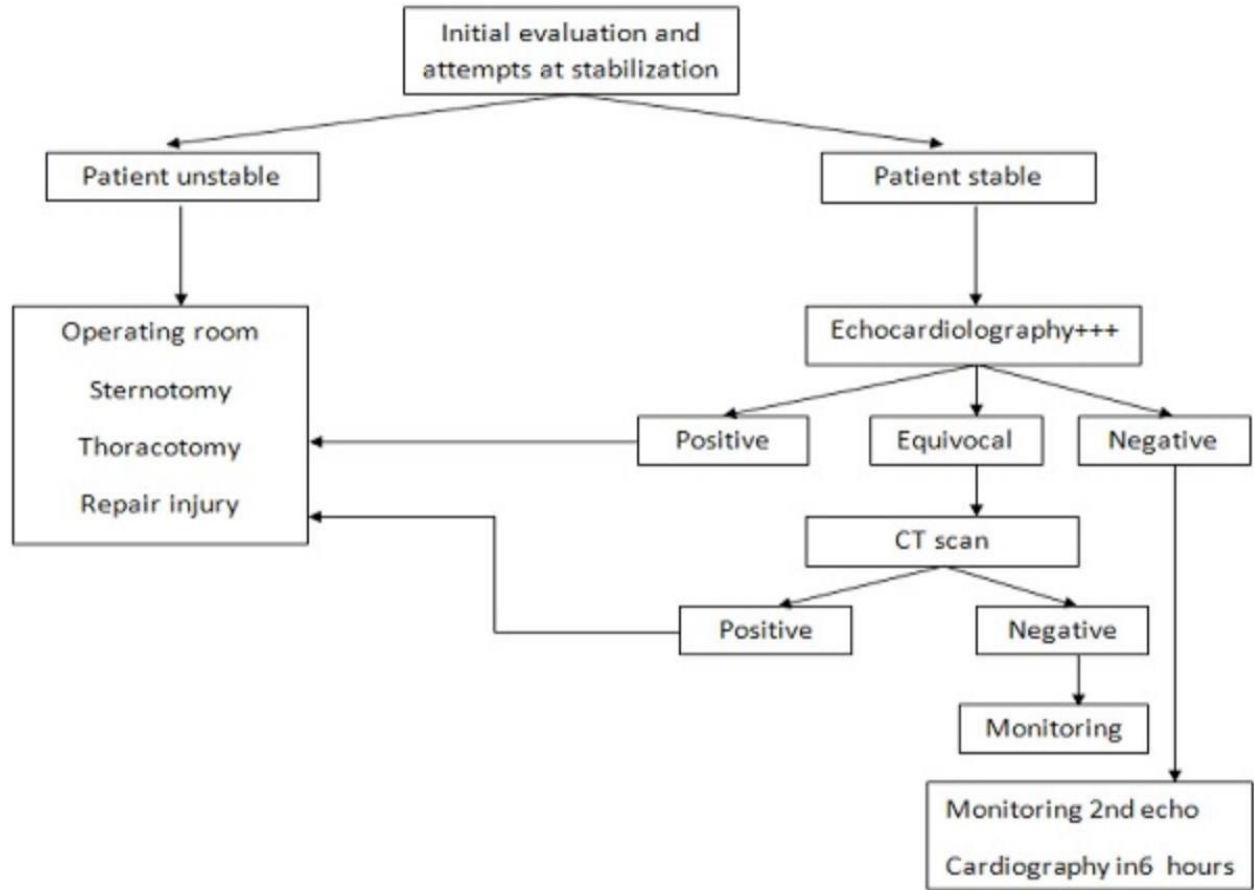 Initial evaluation and
attempts at stabilization
Patient unstable
Patient stable
Operating room
Sternotomy
Thoracotomy
Repair injury
Echocardiolography+++
Positive
Equivocal
Negative
CT scan
Positive
Negative
Monitoring
Monitoring 2nd echo
Cardiography in6 hours